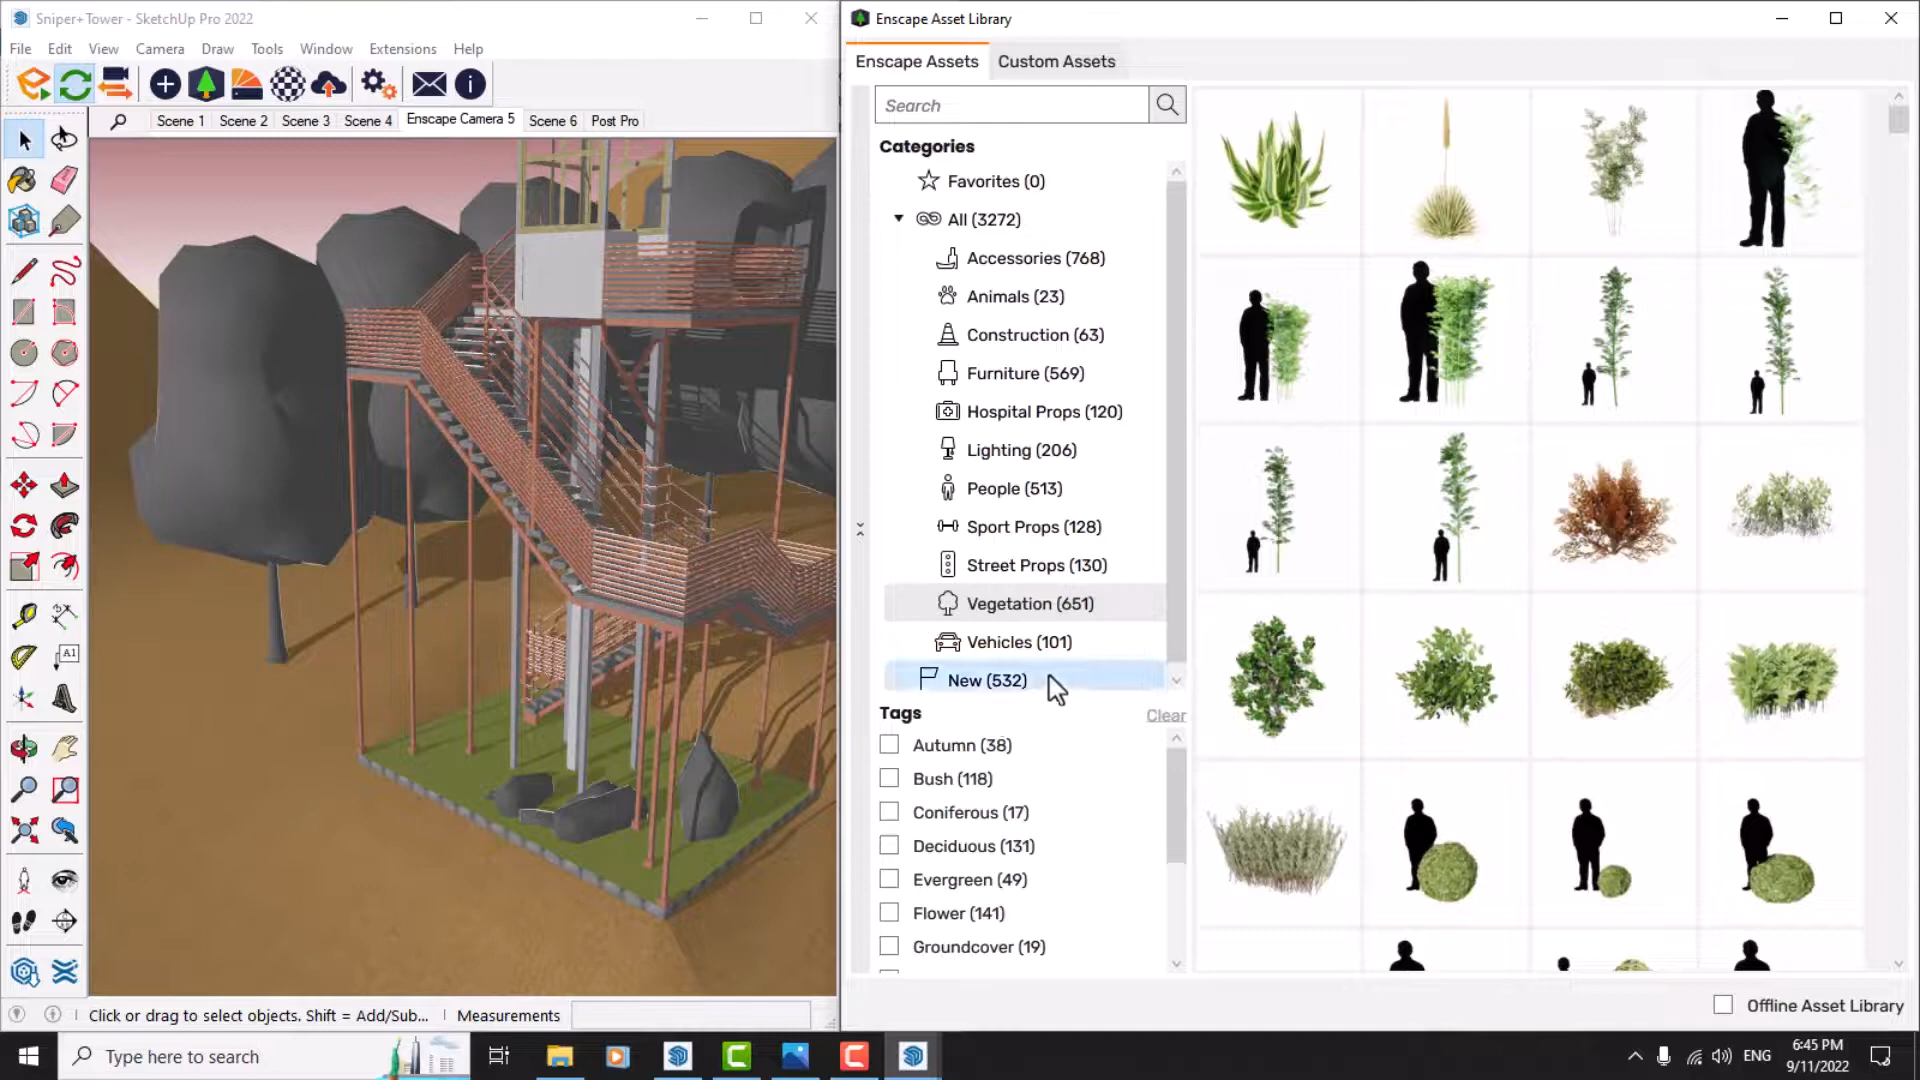 Sniper+Tower - SketchUp Pro 2022
File Edit View Camera Draw Tools Window Extensions Help
Scene 1 Scene 2 Scene 3 Scene 4 Enscape Camera 5 Scene 6 Post Pro
A1
Click or drag to select objects. Shift = Add/Sub... Measurements
Enscape Asset Library
Enscape Assets Custom Assets
Search
Categories
Favorites (0)
All (3272)
Accessories (768)
Animals (23)
Construction (63)
Furniture (569)
Hospital Props (120)
Lighting (206)
People (513)
Sport Props (128)
Street Props (130)
Vegetation (651)
Vehicles (101)
New (532)
Tags Clear
Autumn (38)
Bush (118)
Coniferous (17)
Deciduous (131)
Evergreen (49)
Flower (141)
Groundcover (19)
Offline Asset Library
Type here to search
ENG
6:45 PM
9/11/2022